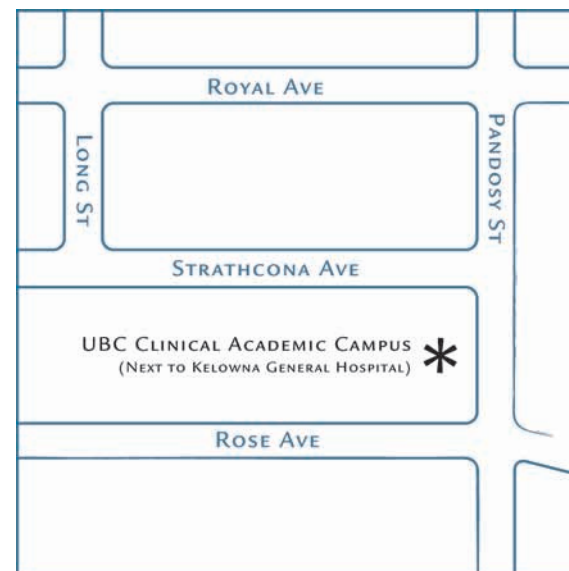 ROYAL AVE
LONG ST
PANDOSY ST
STRATHCONA AVE
UBC CLINICAL ACADEMIC CAMPUS *
(NEXT TO KELOWNA GENERAL HOSPITAL)
ROSE AVE